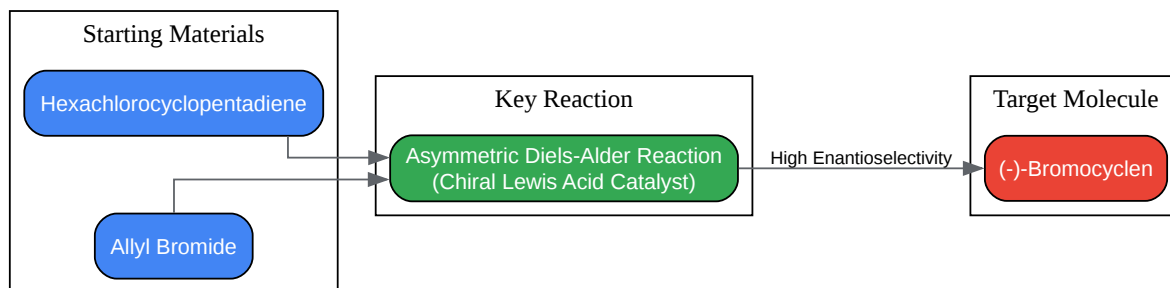 Starting Materials
Hexachlorocyclopentadiene
Allyl Bromide
Key Reaction
Asymmetric Diels-Alder Reaction
(Chiral Lewis Acid Catalyst)
High Enantioselectivity
Target Molecule
(-)-Bromocyclen